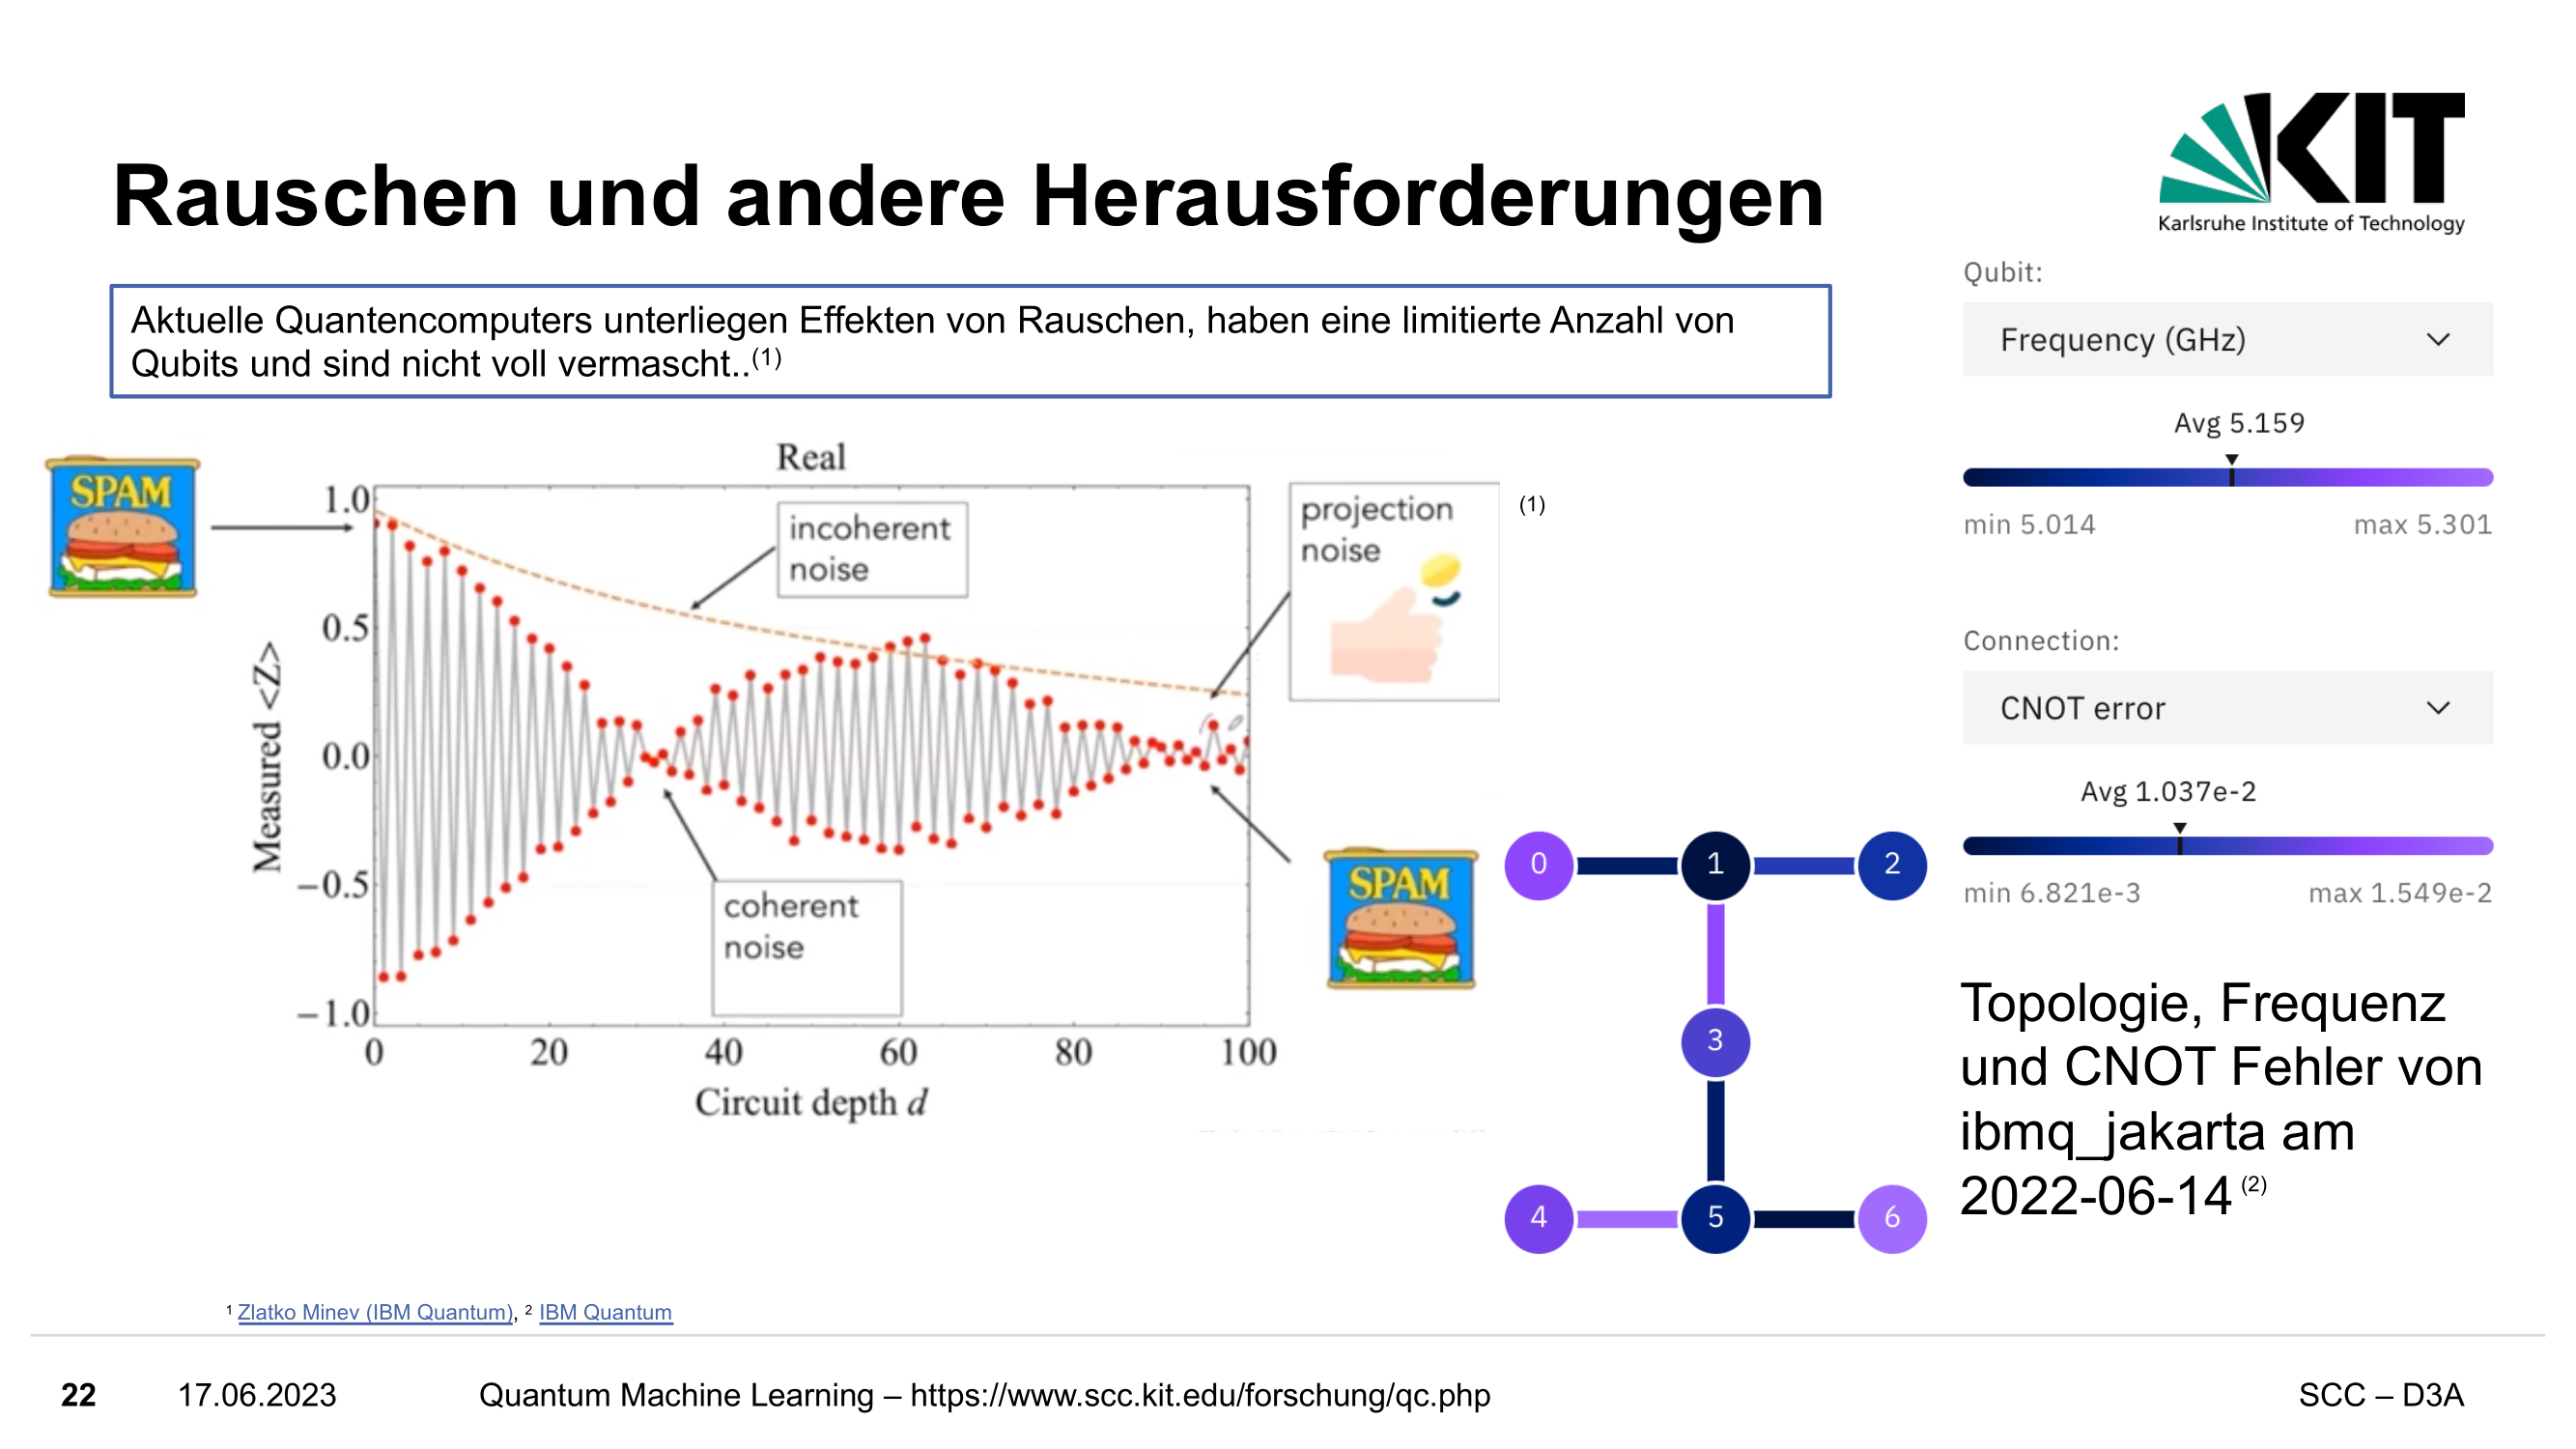 Rauschen und andere Herausforderungen
KIT
Karlsruhe Institute of Technology
Aktuelle Quantencomputers unterliegen Effekten von Rauschen, haben eine limitierte Anzahl von
Qubits und sind nicht voll vermascht..(1)
SPAM
Real
1.0
0.5
0.0
−0.5
−1.0
Measured <Z>
0 20 40 60 80 100
Circuit depth d
incoherent
noise
coherent
noise
projection
noise
(1)
SPAM
0 1 2
3
4 5 6
Qubit:
Frequency (GHz)
Avg 5.159
min 5.014 max 5.301
Connection:
CNOT error
Avg 1.037e-2
min 6.821e-3 max 1.549e-2
Topologie, Frequenz
und CNOT Fehler von
ibmq_jakarta am
2022-06-14 (2)
1 Zlatko Minev (IBM Quantum), 2 IBM Quantum
22 17.06.2023 Quantum Machine Learning – https://www.scc.kit.edu/forschung/qc.php SCC – D3A